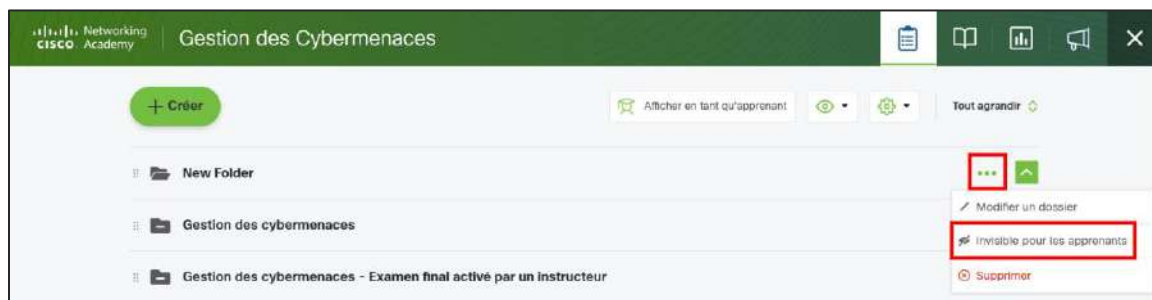 Networking
CISCO Academy
Gestion des Cybermenaces
+ Créer
Afficher en tant qu'apprenant
Tout agrandir
New Folder
Modifier un dossier
Gestion des cybermenaces
Invisible pour les apprenants
Gestion des cybermenaces - Examen final activé par un instructeur
Supprimer